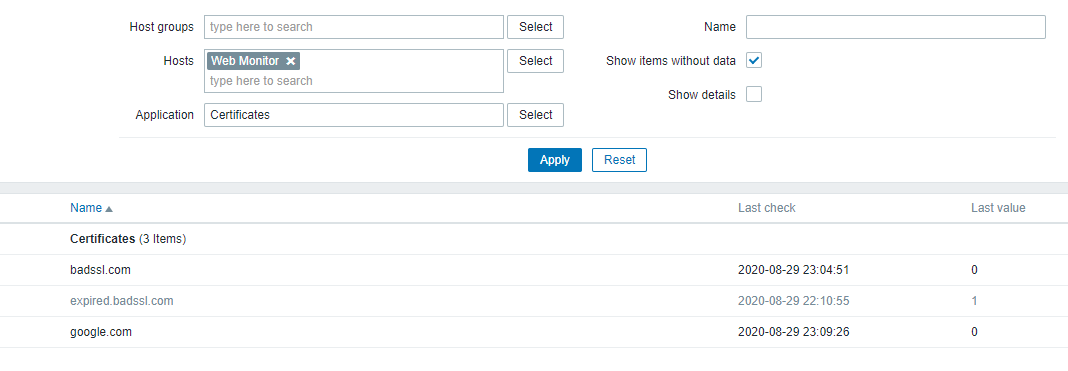 Host groups type here to search Select Name
Hosts Web Monitor Select Show items without data
type here to search
Show details
Application Certificates Select
Apply Reset
Name Last check Last value
Certificates (3 Items)
badssl.com 2020-08-29 23:04:51 0
expired.badssl.com 2020-08-29 22:10:55 1
google.com 2020-08-29 23:09:26 0